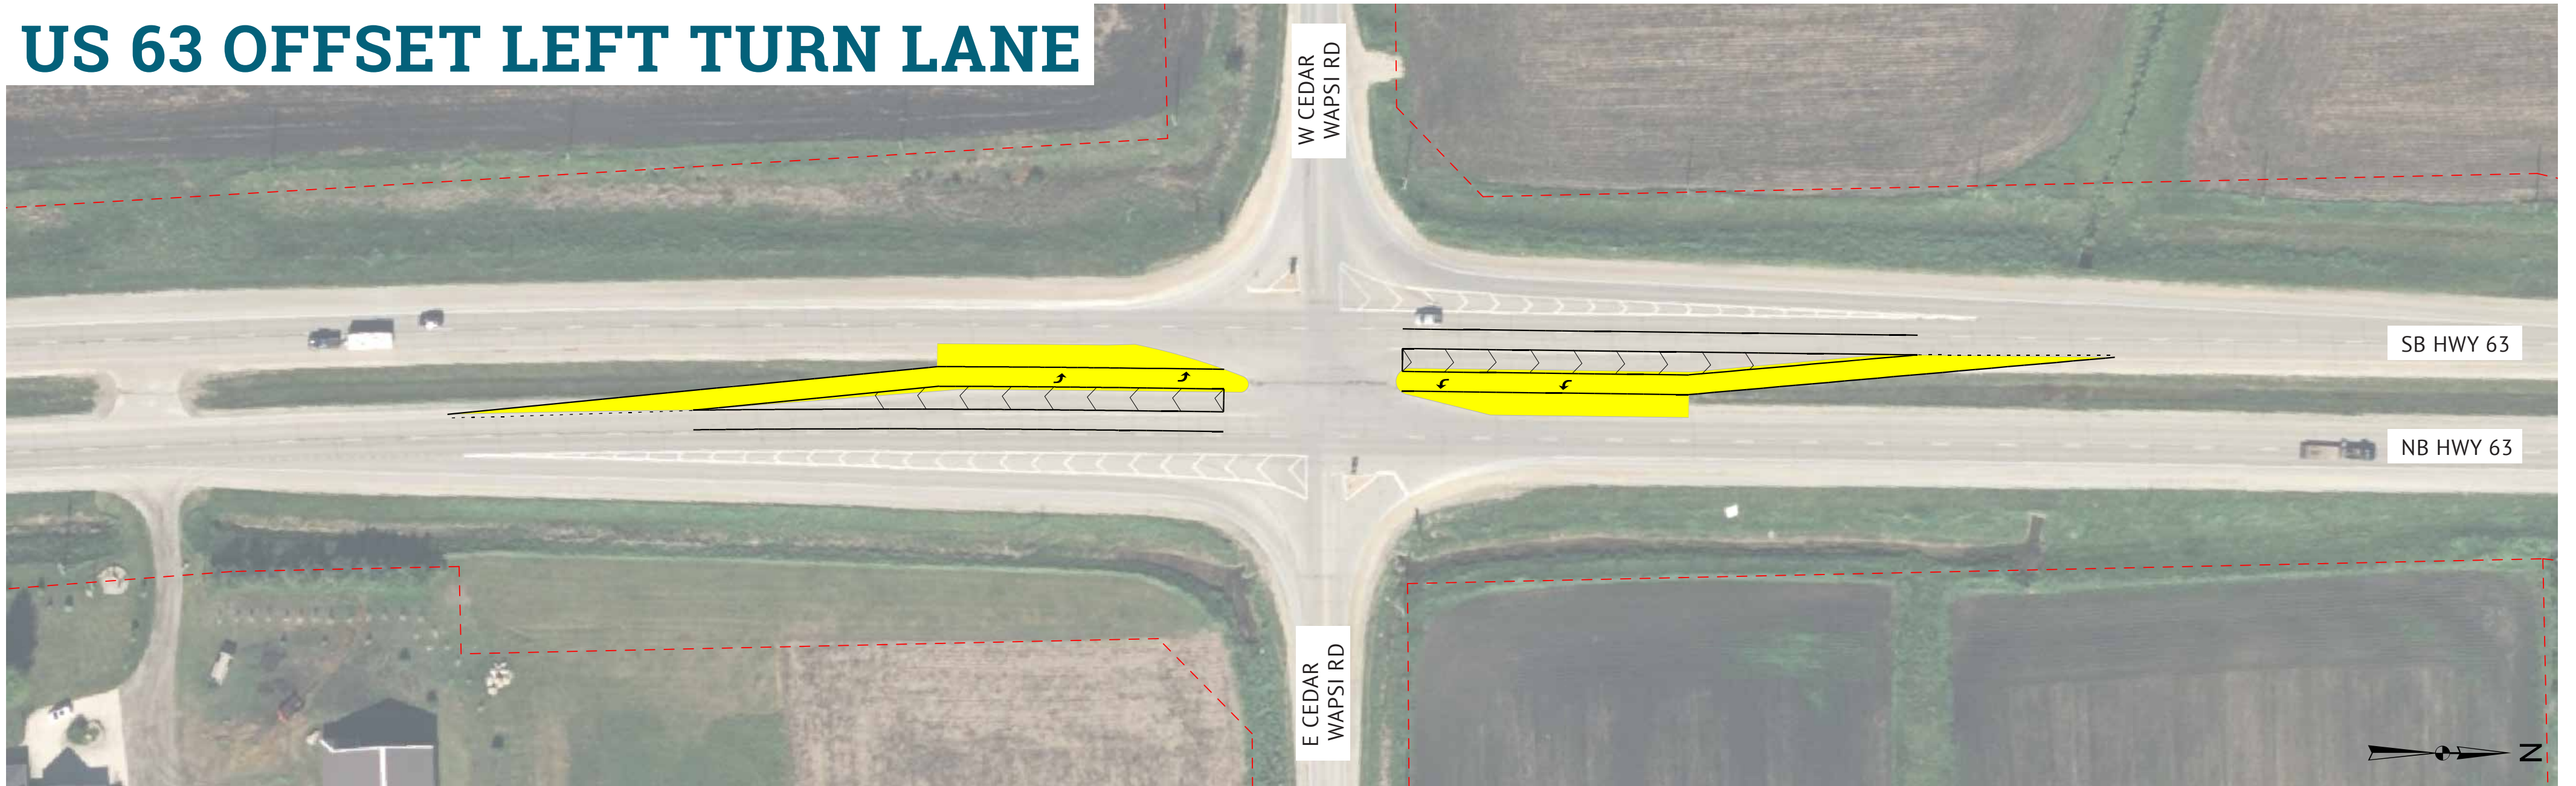 US 63 OFFSET LEFT TURN LANE
W CEDAR
WAPSI RD
SB HWY 63
NB HWY 63
E CEDAR
WAPSI RD
N